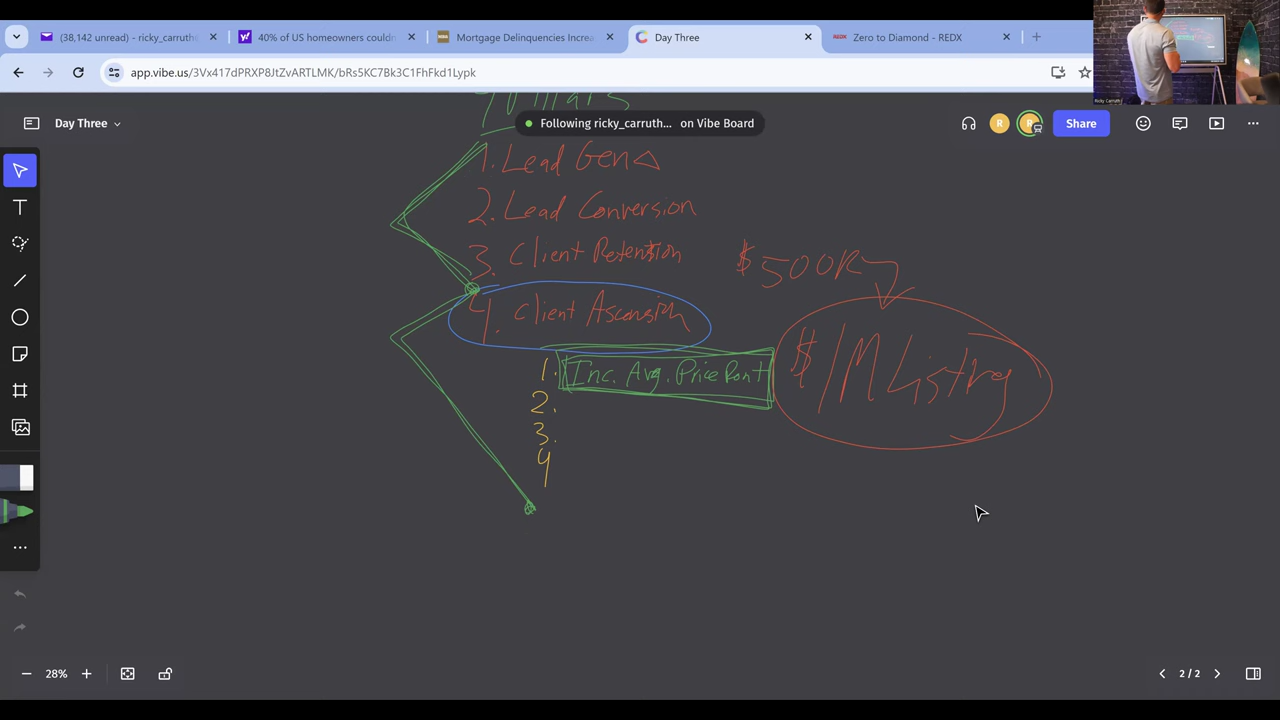 (38,142 unread) - ricky_carruth
40% of US homeowners couldn
Mortgage Delinquencies Increa
Day Three
Zero to Diamond - REDX
app.vibe.us/3Vx417dPRXP8JtZvARTLMK/bRs5KC7Bk3C1FhFkd1Lypk
Ricky Carruth
Day Three
Following ricky_carruth... on Vibe Board
R
R
Share
1. Lead Gen
2. Lead Conversion
3. Client Retention
$500K
4. Client Ascension
$1M Listing
1. Inc. Avg. Price Point
2.
3.
4
28%
2 / 2